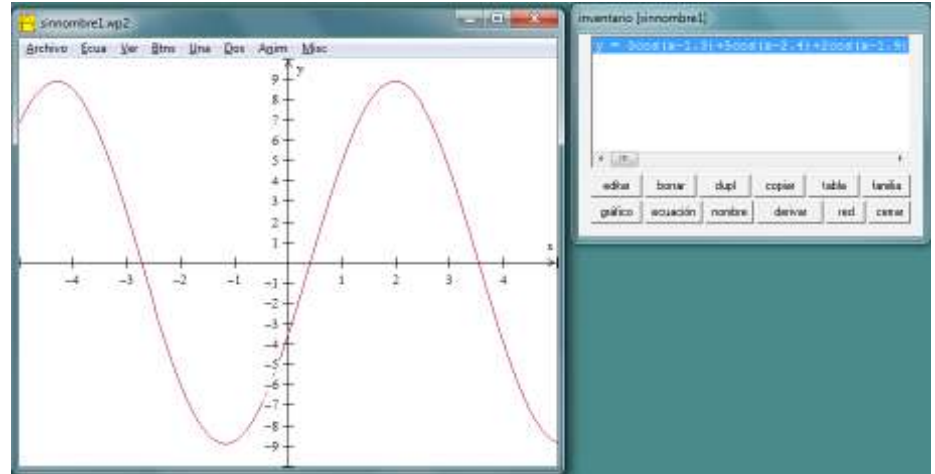 sinnombre1.wp2
Archivo Ecua Ver Btns Una Dos Anim Misc
y
9
8
7
6
5
4
3
2
1
x
-4 -3 -2 -1 1 2 3 4
-1
-2
-3
-4
-5
-6
-7
-8
-9
inventario [sinnombre1]
editar borrar dupl copiar tabla familia
gráfico ecuación nombre derivar red. cerrar